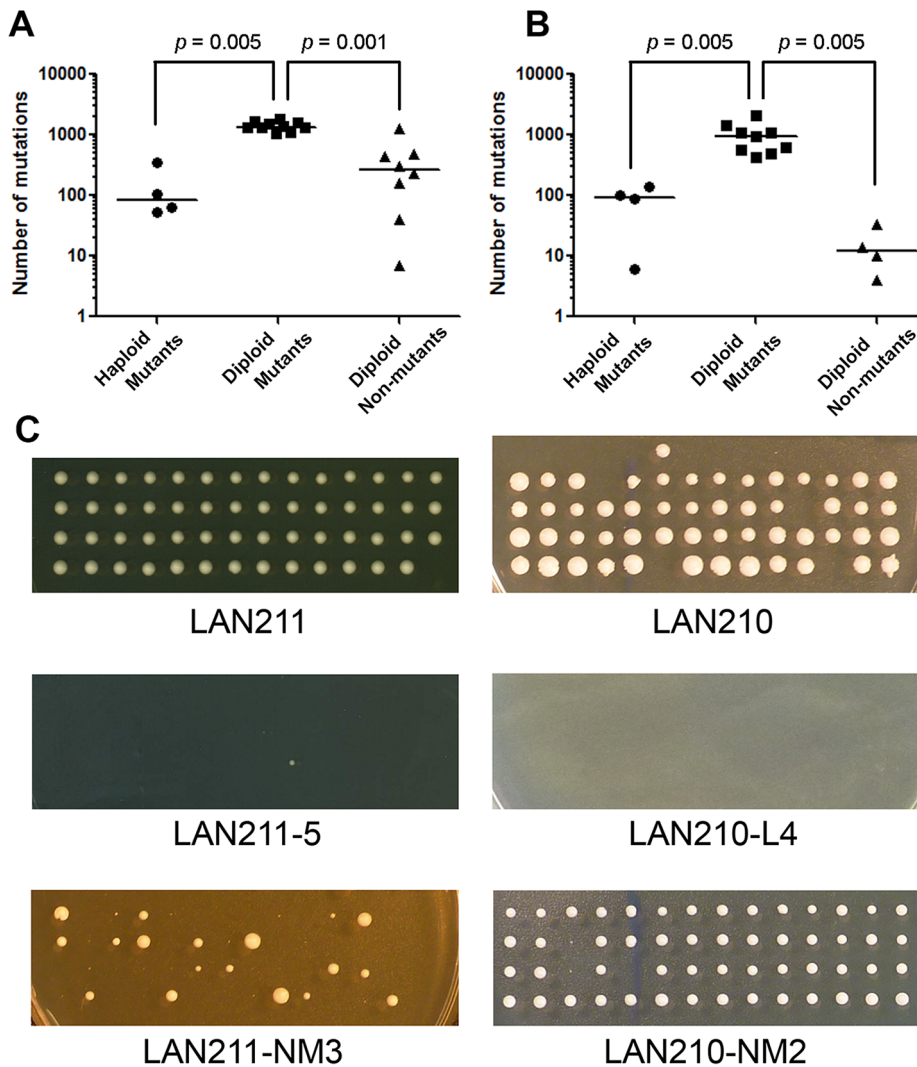 A
B
p = 0.005
p = 0.001
p = 0.005
p = 0.005
Number of mutations
10000
1000
100
10
1
Haploid
Mutants
Diploid
Mutants
Diploid
Non-mutants
Number of mutations
10000
1000
100
10
1
Haploid
Mutants
Diploid
Mutants
Diploid
Non-mutants
C
LAN211
LAN210
LAN211-5
LAN210-L4
LAN211-NM3
LAN210-NM2